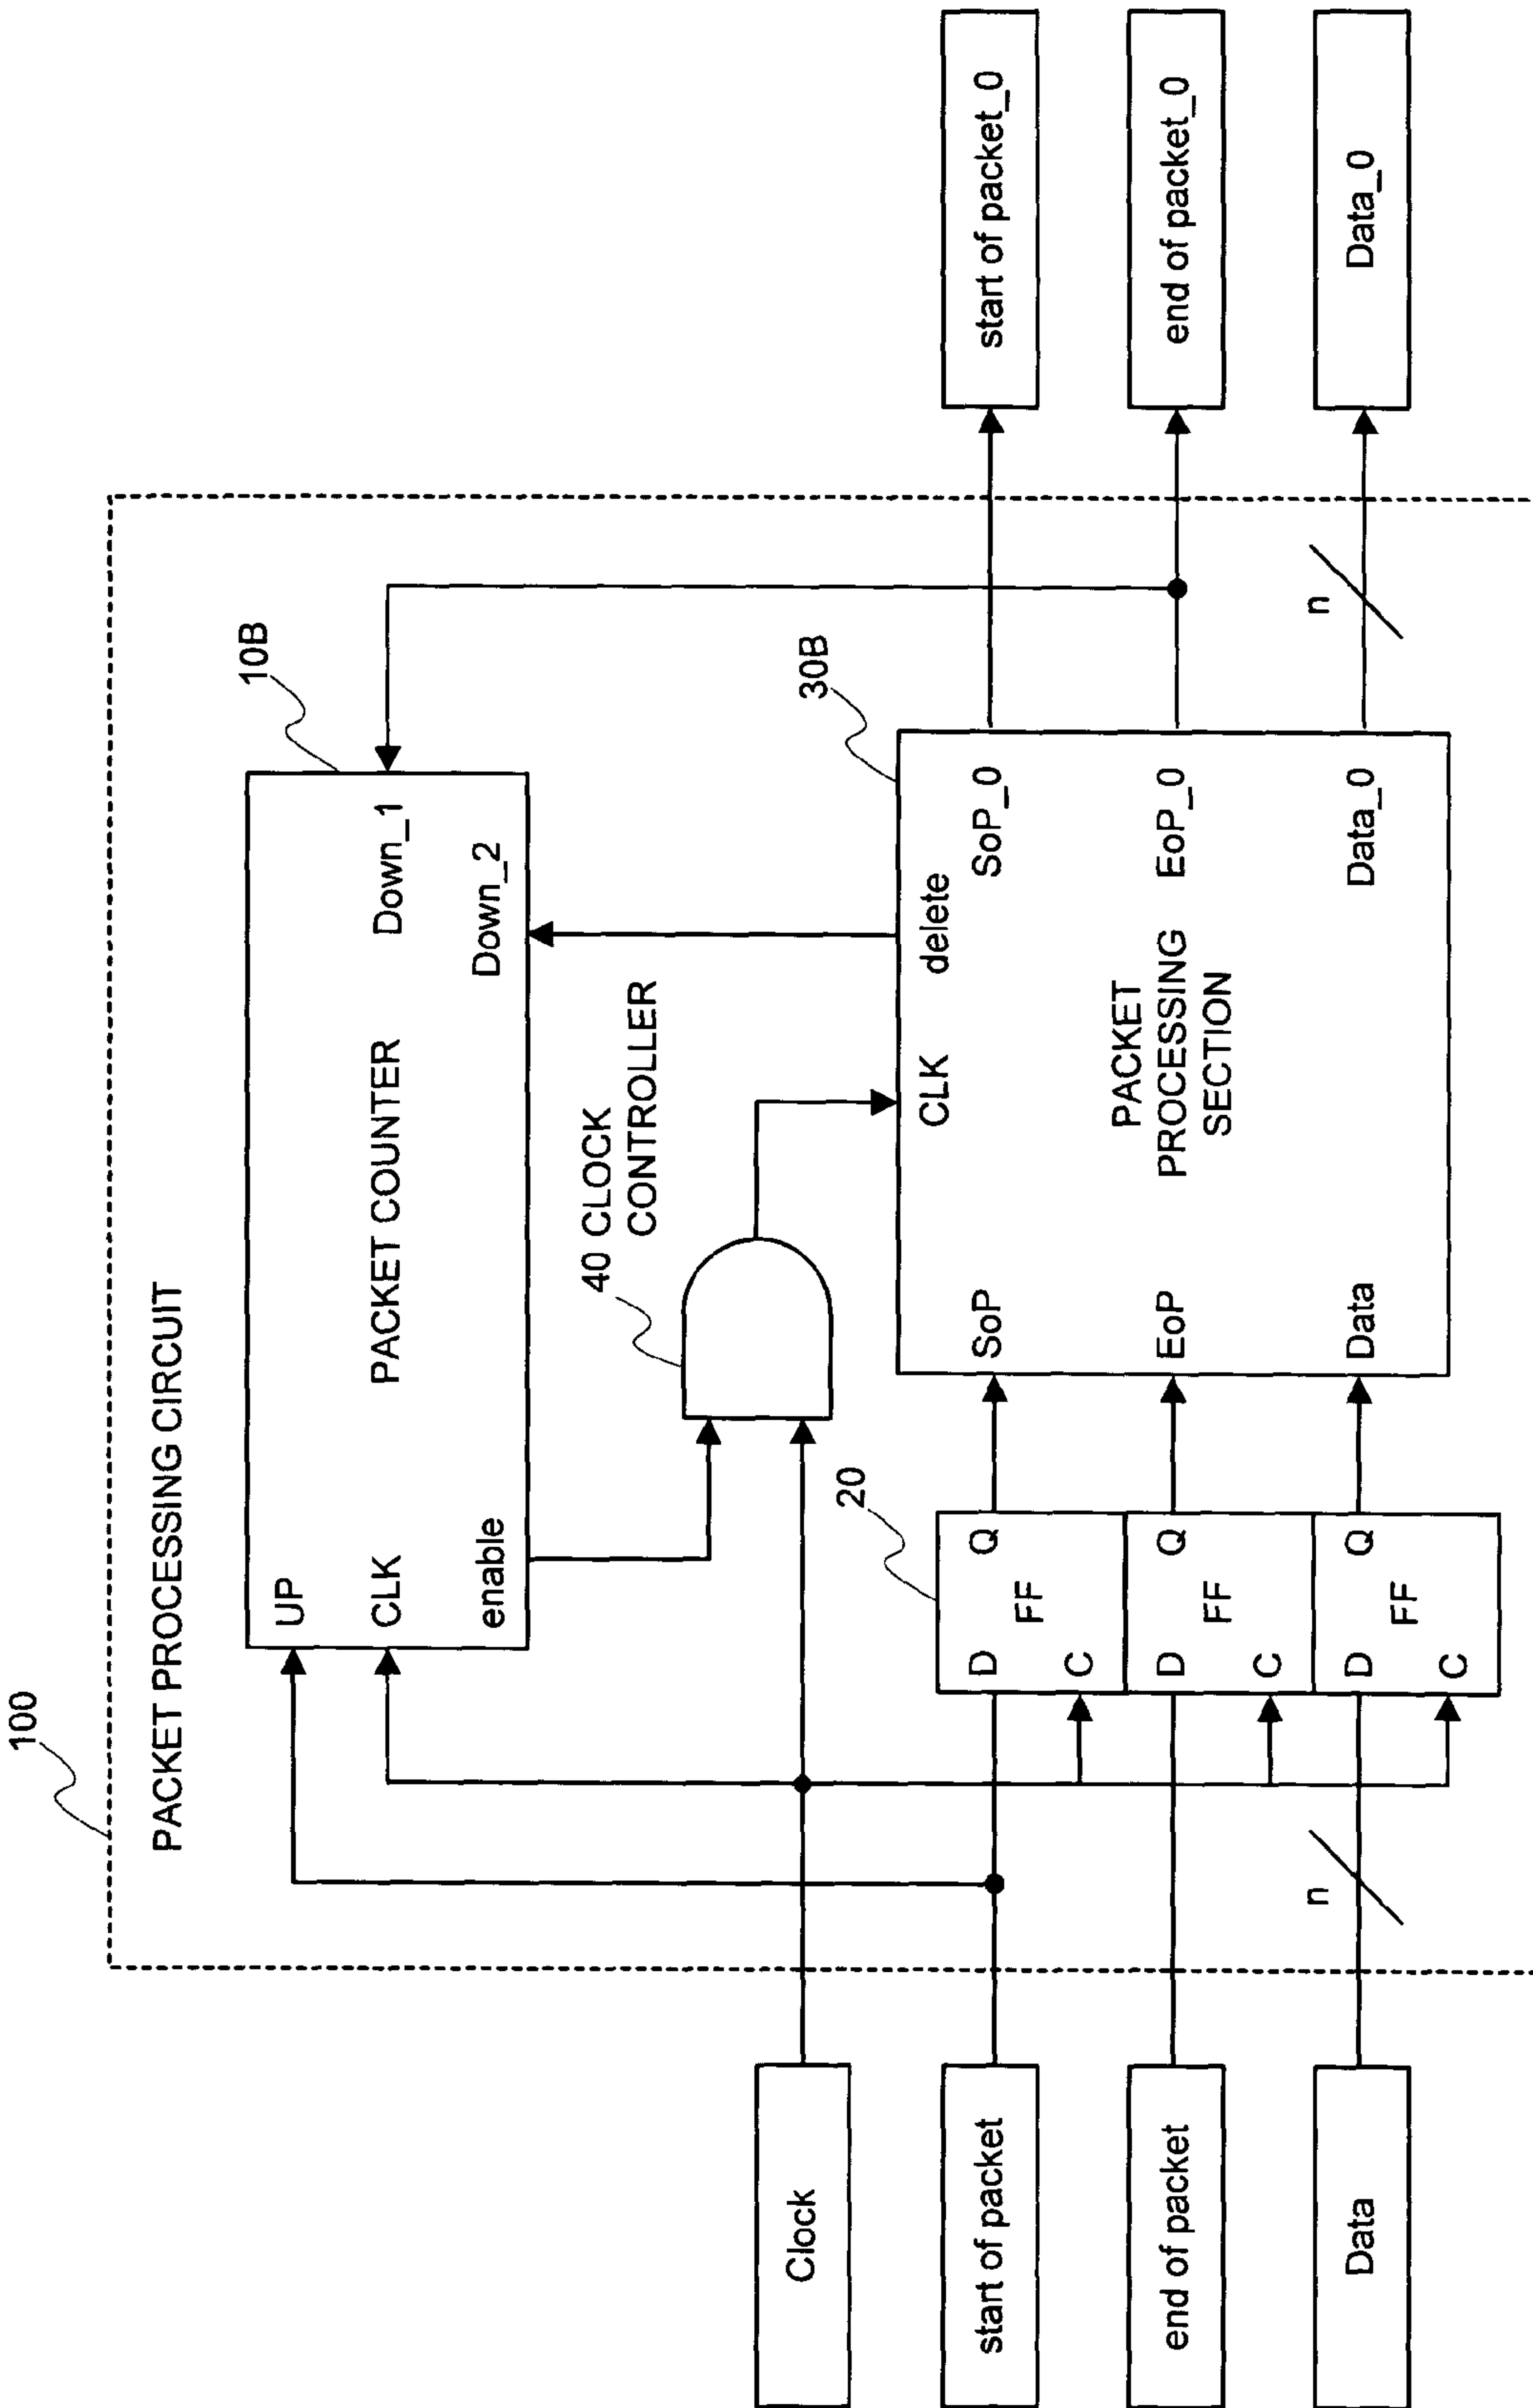 100
PACKET PROCESSING CIRCUIT
10B
UP
CLK
enable
PACKET COUNTER
Down_1
Down_2
40 CLOCK
CONTROLLER
30B
CLK
delete
SoP
EoP
Data
PACKET
PROCESSING
SECTION
SoP_0
EoP_0
Data_0
20
D
Q
FF
C
D
Q
FF
C
D
Q
FF
C
n
n
Clock
start of packet
end of packet
Data
start of packet_0
end of packet_0
Data_0